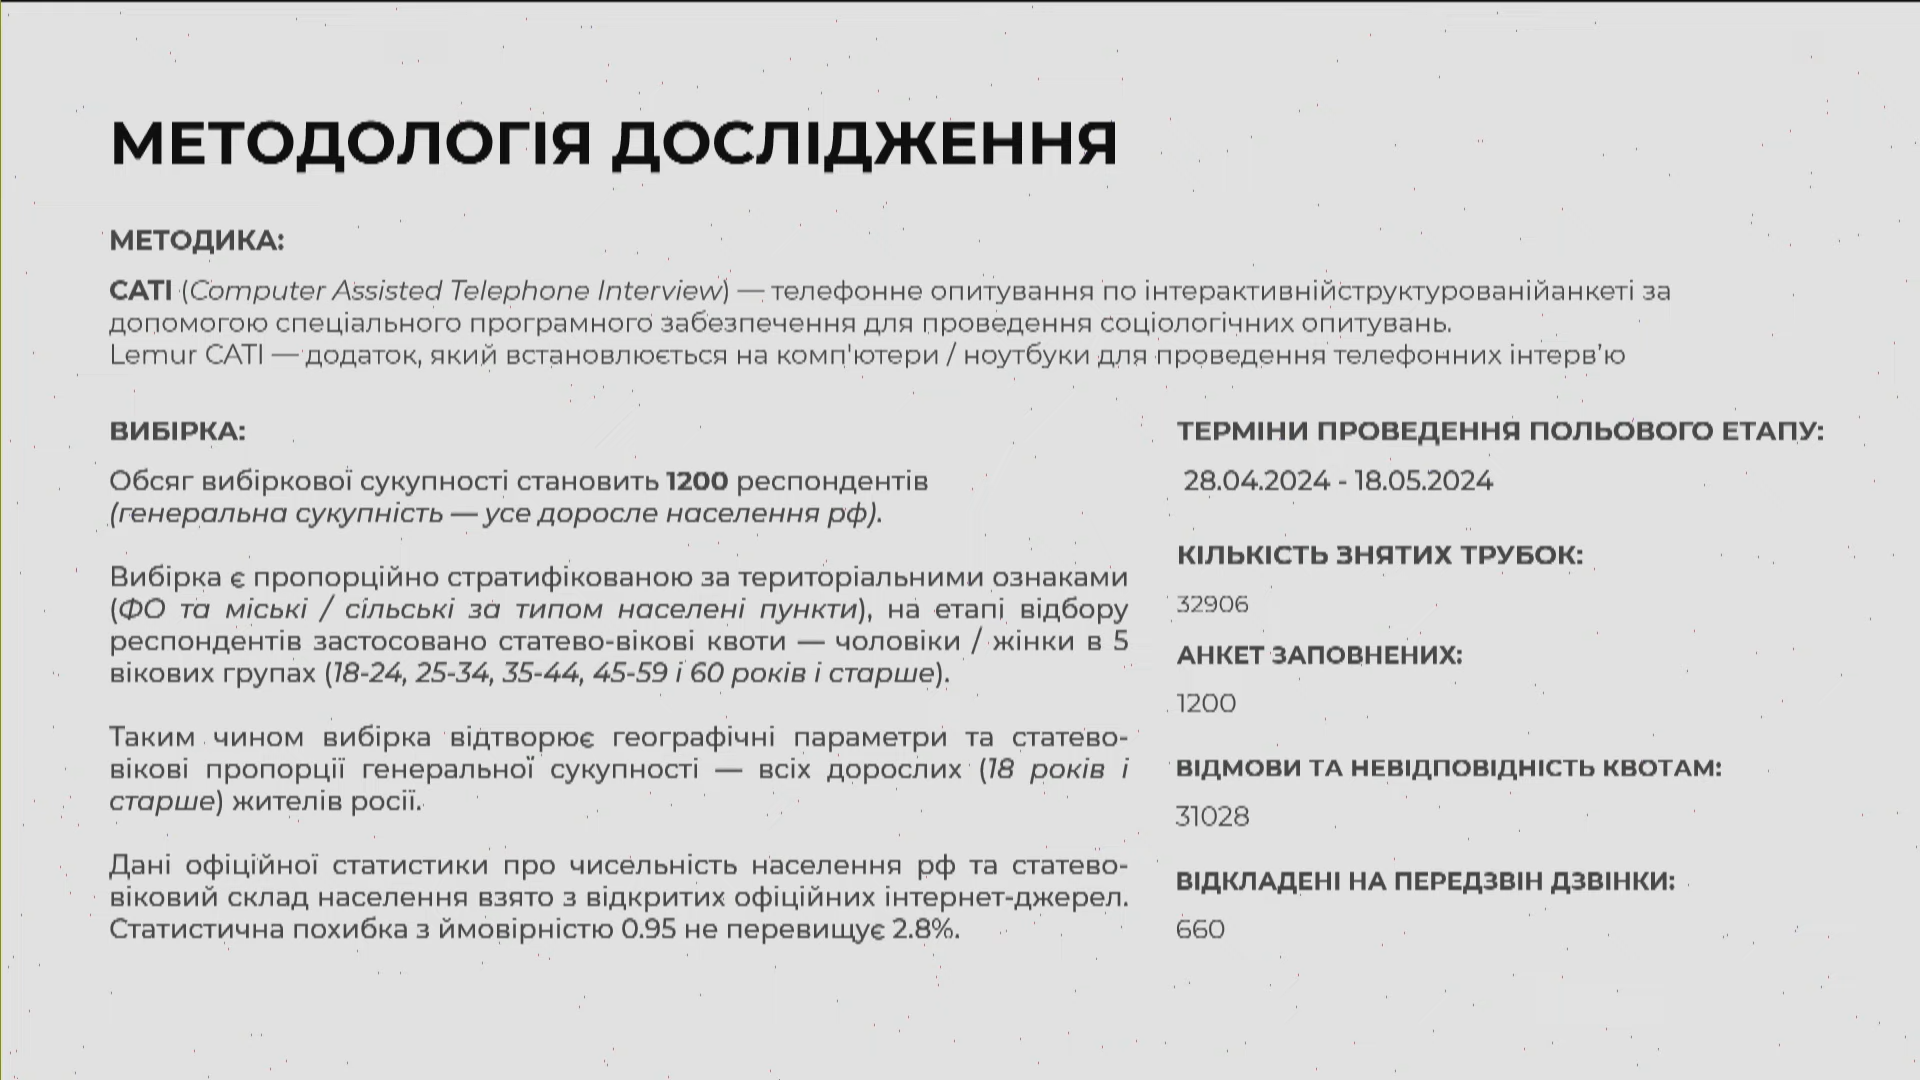 МЕТОДОЛОГІЯ ДОСЛІДЖЕННЯ
МЕТОДИКА:
CATI (Computer Assisted Telephone Interview) — телефонне опитування по інтерактивнійструктурованійанкеті за
допомогою спеціального програмного забезпечення для проведення соціологічних опитувань.
Lemur CATI — додаток, який встановлюється на комп'ютери / ноутбуки для проведення телефонних інтерв’ю
ВИБІРКА:
Обсяг вибіркової сукупності становить 1200 респондентів
(генеральна сукупність — усе доросле населення рф).
Вибірка є пропорційно стратифікованою за територіальними ознаками
(ФО та міські / сільські за типом населені пункти), на етапі відбору
респондентів застосовано статево-вікові квоти — чоловіки / жінки в 5
вікових групах (18-24, 25-34, 35-44, 45-59 і 60 років і старше).
Таким чином вибірка відтворює географічні параметри та статево-
вікові пропорції генеральної сукупності — всіх дорослих (18 років і
старше) жителів росії.
Дані офіційної статистики про чисельність населення рф та статево-
віковий склад населення взято з відкритих офіційних інтернет-джерел.
Статистична похибка з ймовірністю 0.95 не перевищує 2.8%.
ТЕРМІНИ ПРОВЕДЕННЯ ПОЛЬОВОГО ЕТАПУ:
28.04.2024 - 18.05.2024
КІЛЬКІСТЬ ЗНЯТИХ ТРУБОК:
32906
АНКЕТ ЗАПОВНЕНИХ:
1200
ВІДМОВИ ТА НЕВІДПОВІДНІСТЬ КВОТАМ:
31028
ВІДКЛАДЕНІ НА ПЕРЕДЗВІН ДЗВІНКИ:
660